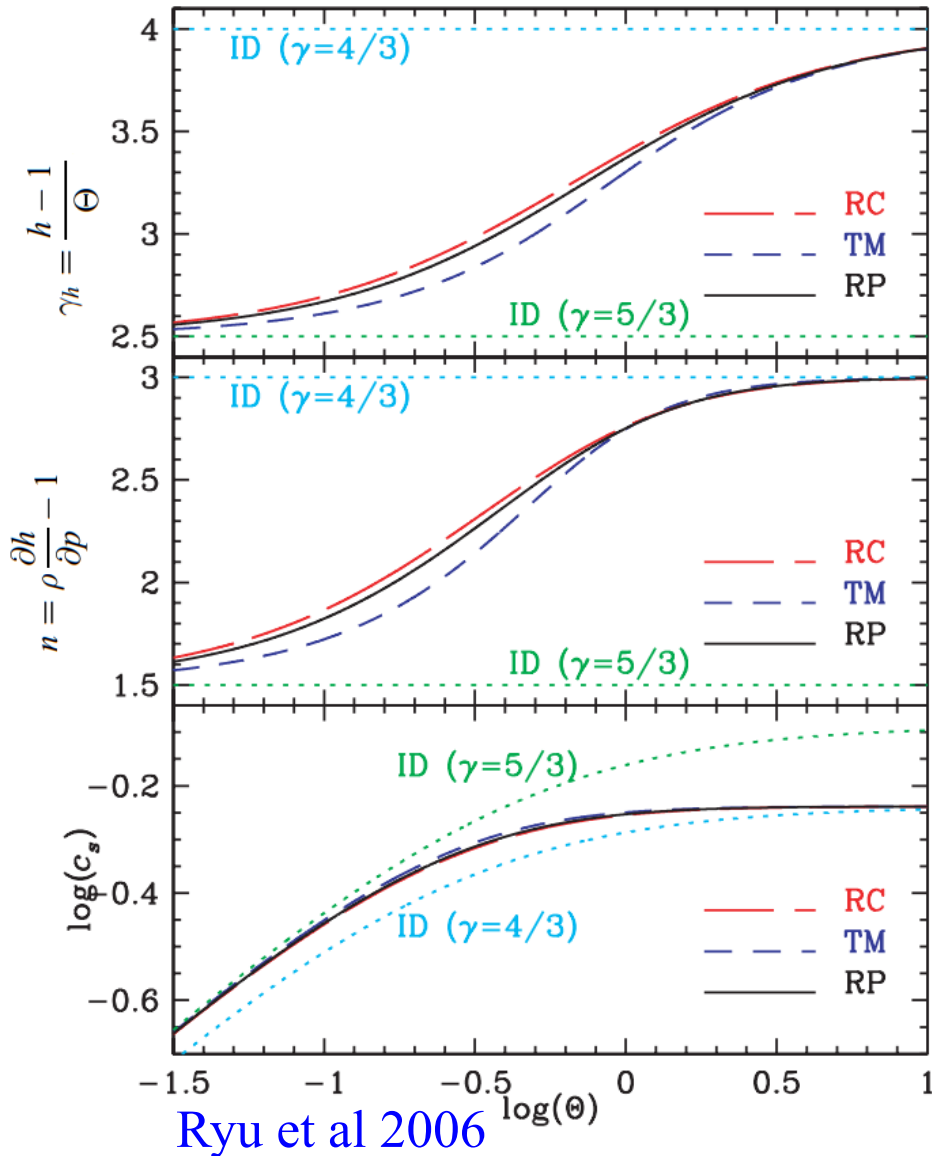 4
ID (γ=4/3)
3.5
γ_h = (h − 1)/Θ
3
RC
TM
RP
ID (γ=5/3)
2.5
3
ID (γ=4/3)
2.5
n = ρ ∂h/∂p − 1
RC
2
TM
RP
ID (γ=5/3)
1.5
ID (γ=5/3)
−0.2
log(c_s)
−0.4
RC
ID (γ=4/3)
TM
RP
−0.6
−1.5 −1 −0.5 0 0.5 1
log(Θ)
Ryu et al 2006